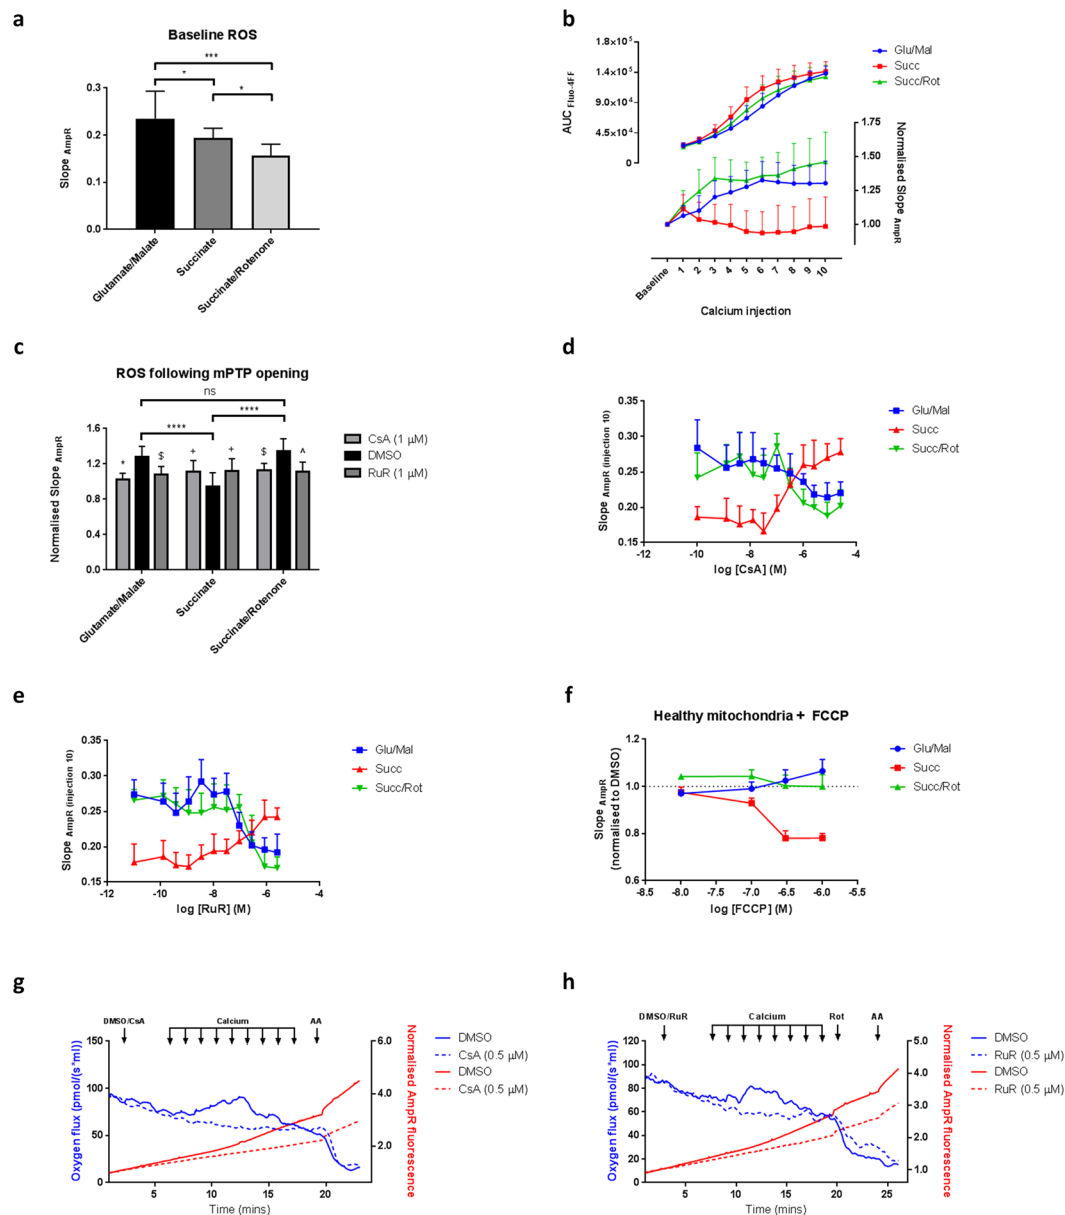 a
Baseline ROS
***
*
*
0.3
0.2
0.1
0.0
Slope AmpR
Glutamate/Malate
Succinate
Succinate/Rotenone
b
1.8×10⁵
1.4×10⁵
9.0×10⁴
4.5×10⁴
0
AUC Fluo-4FF
Glu/Mal
Succ
Succ/Rot
1.75
1.50
1.25
1.00
Normalised Slope AmpR
Baseline
1
2
3
4
5
6
7
8
9
10
Calcium injection
c
ROS following mPTP opening
ns
****
****
1.6
1.2
0.8
0.4
0.0
Normalised Slope AmpR
* $ + + $ ^
CsA (1 µM)
DMSO
RuR (1 µM)
Glutamate/Malate
Succinate
Succinate/Rotenone
d
0.35
0.30
0.25
0.20
0.15
Slope AmpR (injection 10)
-12 -10 -8 -6 -4
log [CsA] (M)
Glu/Mal
Succ
Succ/Rot
e
0.35
0.30
0.25
0.20
0.15
Slope AmpR (injection 10)
-12 -10 -8 -6 -4
log [RuR] (M)
Glu/Mal
Succ
Succ/Rot
f
Healthy mitochondria + FCCP
1.2
1.0
0.8
0.6
Slope AmpR
(normalised to DMSO)
-8.5 -8.0 -7.5 -7.0 -6.5 -6.0 -5.5
log [FCCP] (M)
Glu/Mal
Succ
Succ/Rot
g
DMSO/CsA Calcium AA
150
100
50
0
Oxygen flux (pmol/(s*ml))
6.0
4.0
2.0
Normalised AmpR fluorescence
5 10 15 20
Time (mins)
DMSO
CsA (0.5 µM)
DMSO
CsA (0.5 µM)
h
DMSO/RuR Calcium Rot AA
120
100
80
60
40
20
0
Oxygen flux (pmol/(s*ml))
5.0
4.0
3.0
2.0
1.0
Normalised AmpR fluorescence
5 10 15 20 25
Time (mins)
DMSO
RuR (0.5 µM)
DMSO
RuR (0.5 µM)